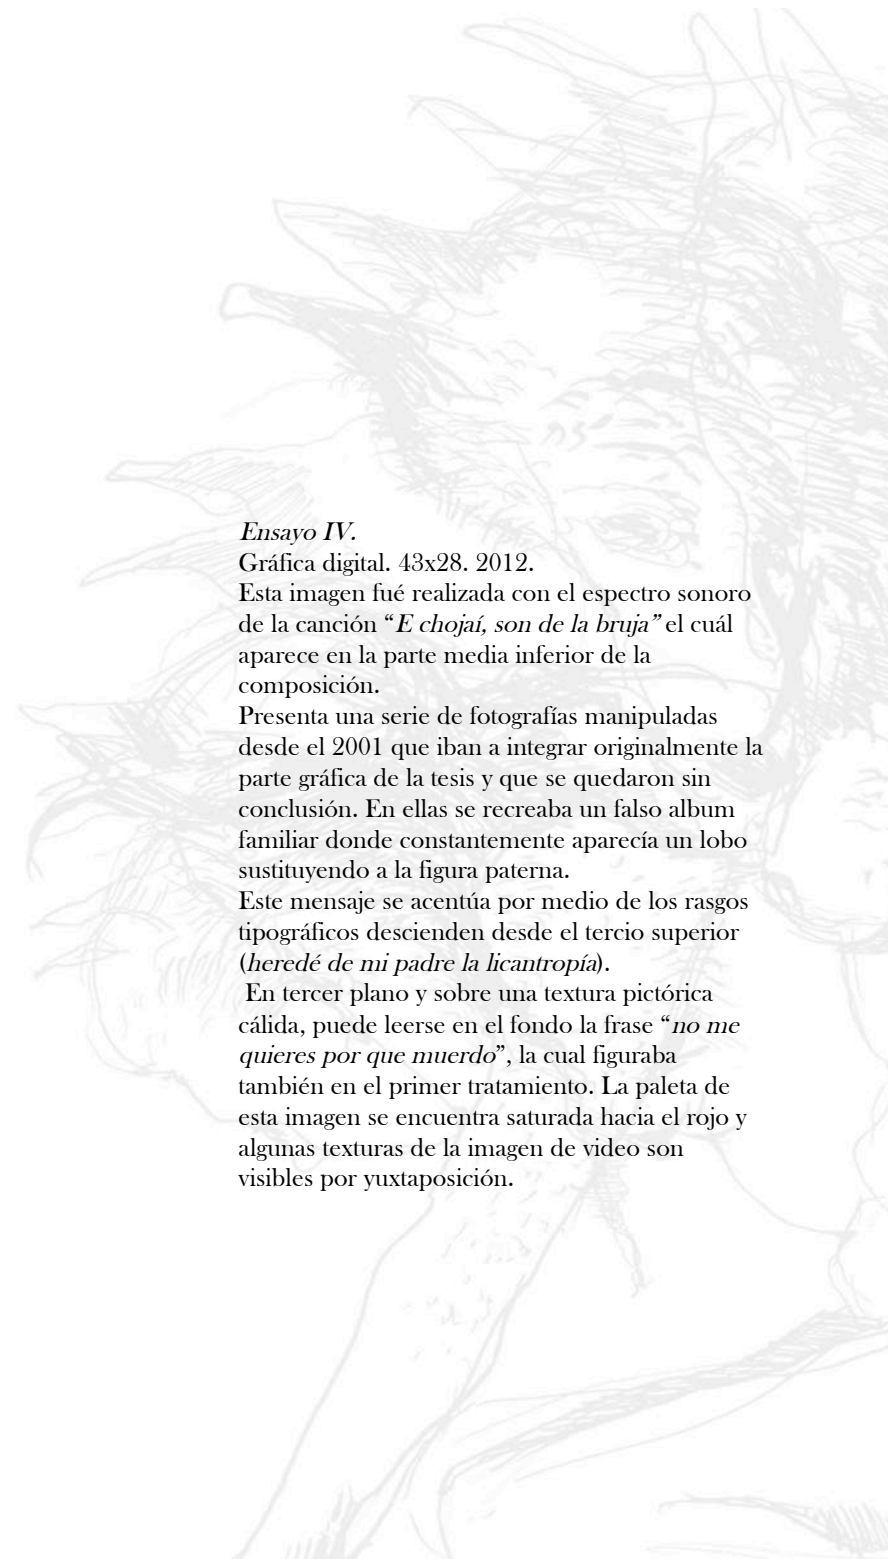 Ensayo IV.
Gráfica digital. 43x28. 2012.
Esta imagen fué realizada con el espectro sonoro
de la canción “E chojaí, son de la bruja” el cuál
aparece en la parte media inferior de la
composición.
Presenta una serie de fotografías manipuladas
desde el 2001 que iban a integrar originalmente la
parte gráfica de la tesis y que se quedaron sin
conclusión. En ellas se recreaba un falso album
familiar donde constantemente aparecía un lobo
sustituyendo a la figura paterna.
Este mensaje se acentúa por medio de los rasgos
tipográficos descienden desde el tercio superior
(heredé de mi padre la licantropía).
En tercer plano y sobre una textura pictórica
cálida, puede leerse en el fondo la frase “no me
quieres por que muerdo”, la cual figuraba
también en el primer tratamiento. La paleta de
esta imagen se encuentra saturada hacia el rojo y
algunas texturas de la imagen de video son
visibles por yuxtaposición.